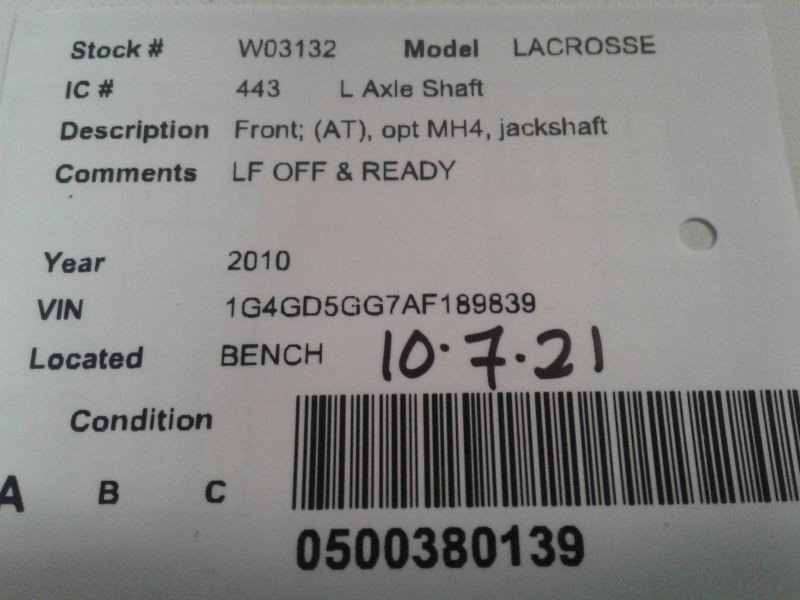 Stock # W03132 Model LACROSSE
IC # 443 L Axle Shaft
Description Front; (AT), opt MH4, jackshaft
Comments LF OFF & READY
Year 2010
VIN 1G4GD5GG7AF189839
Located BENCH 10.7.21
Condition
A B C
0500380139